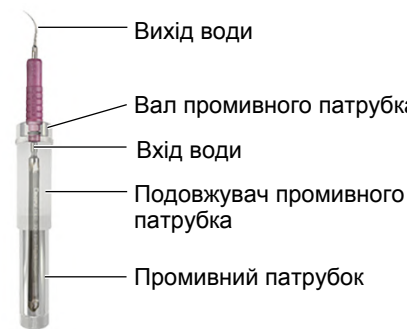 Вихід води
Вал промивного патрубка
Вхід води
Подовжувач промивного
патрубка
Промивний патрубок